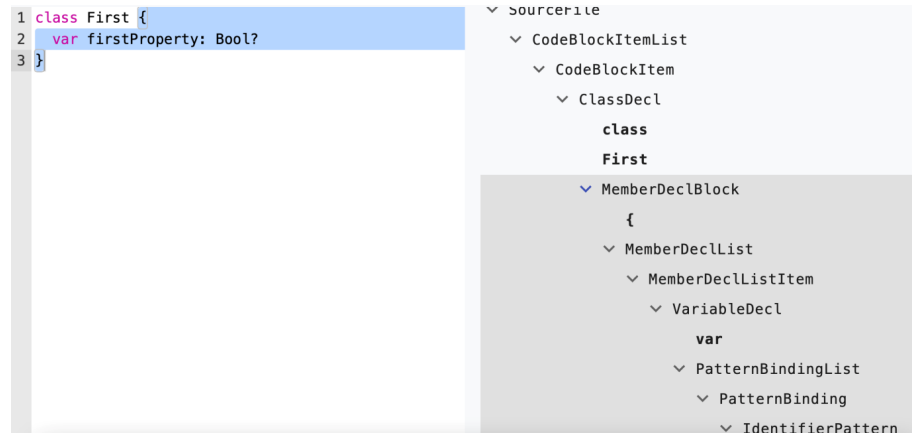 1 class First {
2   var firstProperty: Bool?
3 }
SourceFile
CodeBlockItemList
CodeBlockItem
ClassDecl
class
First
MemberDeclBlock
{
MemberDeclList
MemberDeclListItem
VariableDecl
var
PatternBindingList
PatternBinding
IdentifierPattern